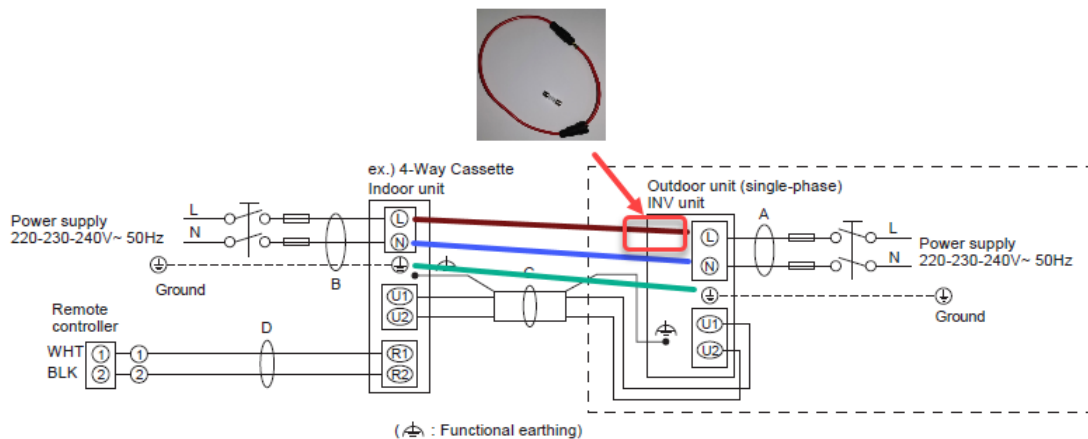 ex.) 4-Way Cassette
Indoor unit
Outdoor unit (single-phase)
INV unit
Power supply
220-230-240V~ 50Hz
L
N
L
N
B
Ground
C
L
N
A
L
N
Power supply
220-230-240V~ 50Hz
Ground
U1
U2
U1
U2
Remote
controller
WHT 1 1
BLK 2 2
D
R1
R2
( : Functional earthing)